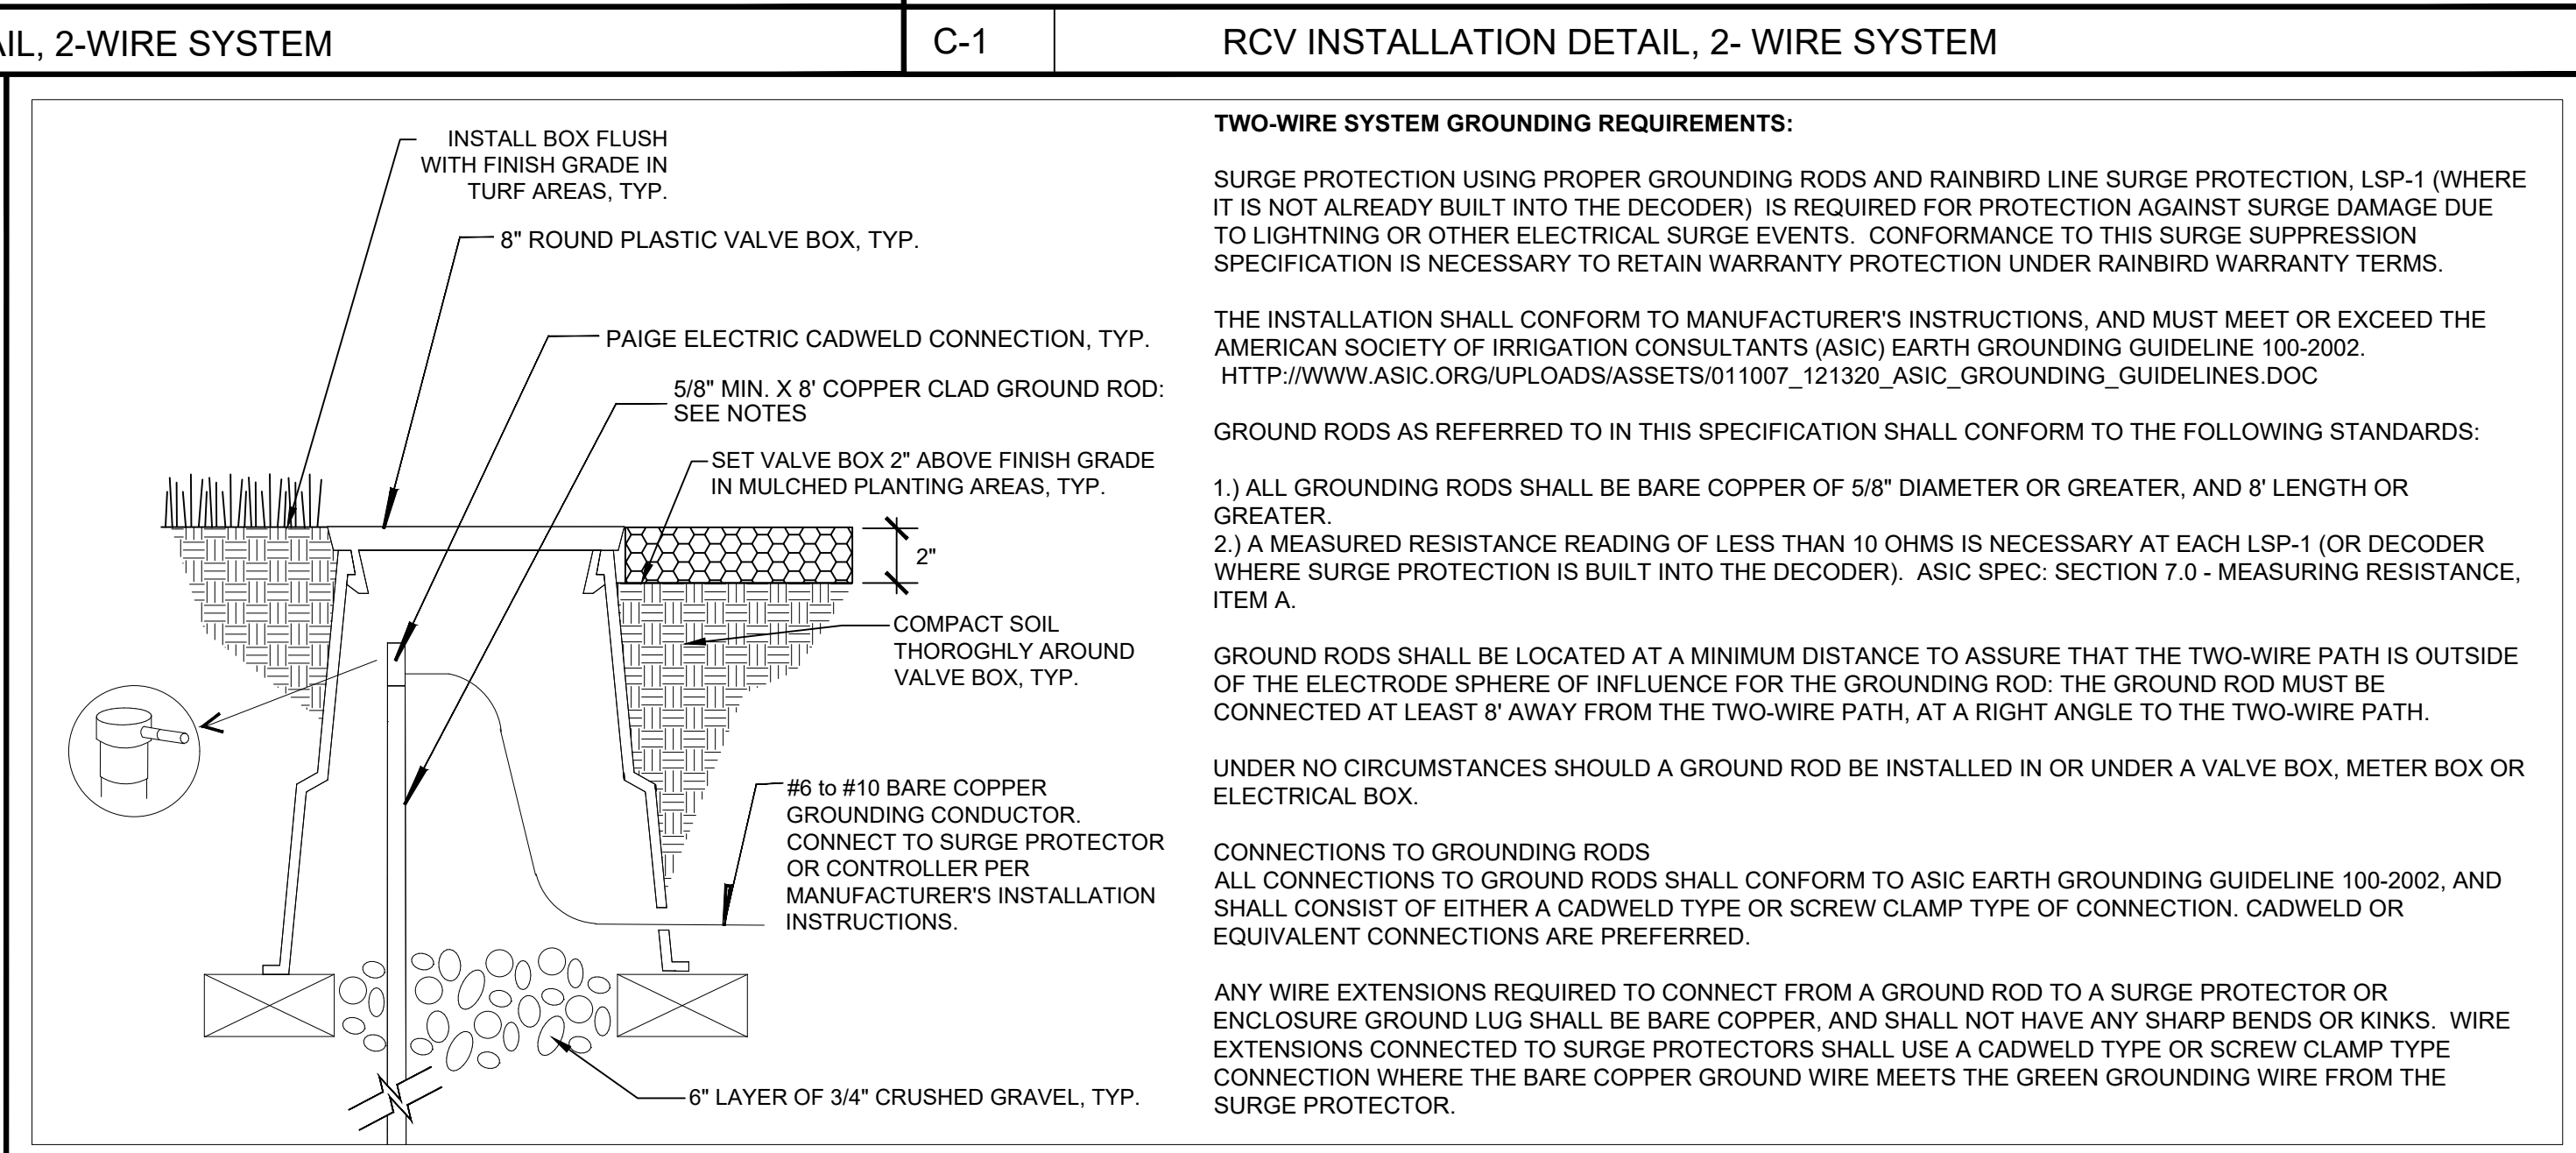 AIL, 2-WIRE SYSTEM
C-1
RCV INSTALLATION DETAIL, 2- WIRE SYSTEM
INSTALL BOX FLUSH
WITH FINISH GRADE IN
TURF AREAS, TYP.
8" ROUND PLASTIC VALVE BOX, TYP.
PAIGE ELECTRIC CADWELD CONNECTION, TYP.
5/8" MIN. X 8' COPPER CLAD GROUND ROD:
SEE NOTES
SET VALVE BOX 2" ABOVE FINISH GRADE
IN MULCHED PLANTING AREAS, TYP.
2"
COMPACT SOIL
THOROGHLY AROUND
VALVE BOX, TYP.
#6 to #10 BARE COPPER
GROUNDING CONDUCTOR.
CONNECT TO SURGE PROTECTOR
OR CONTROLLER PER
MANUFACTURER'S INSTALLATION
INSTRUCTIONS.
6" LAYER OF 3/4" CRUSHED GRAVEL, TYP.
TWO-WIRE SYSTEM GROUNDING REQUIREMENTS:
SURGE PROTECTION USING PROPER GROUNDING RODS AND RAINBIRD LINE SURGE PROTECTION, LSP-1 (WHERE
IT IS NOT ALREADY BUILT INTO THE DECODER) IS REQUIRED FOR PROTECTION AGAINST SURGE DAMAGE DUE
TO LIGHTNING OR OTHER ELECTRICAL SURGE EVENTS. CONFORMANCE TO THIS SURGE SUPPRESSION
SPECIFICATION IS NECESSARY TO RETAIN WARRANTY PROTECTION UNDER RAINBIRD WARRANTY TERMS.
THE INSTALLATION SHALL CONFORM TO MANUFACTURER'S INSTRUCTIONS, AND MUST MEET OR EXCEED THE
AMERICAN SOCIETY OF IRRIGATION CONSULTANTS (ASIC) EARTH GROUNDING GUIDELINE 100-2002.
HTTP://WWW.ASIC.ORG/UPLOADS/ASSETS/011007_121320_ASIC_GROUNDING_GUIDELINES.DOC
GROUND RODS AS REFERRED TO IN THIS SPECIFICATION SHALL CONFORM TO THE FOLLOWING STANDARDS:
1.) ALL GROUNDING RODS SHALL BE BARE COPPER OF 5/8" DIAMETER OR GREATER, AND 8' LENGTH OR
GREATER.
2.) A MEASURED RESISTANCE READING OF LESS THAN 10 OHMS IS NECESSARY AT EACH LSP-1 (OR DECODER
WHERE SURGE PROTECTION IS BUILT INTO THE DECODER). ASIC SPEC: SECTION 7.0 - MEASURING RESISTANCE,
ITEM A.
GROUND RODS SHALL BE LOCATED AT A MINIMUM DISTANCE TO ASSURE THAT THE TWO-WIRE PATH IS OUTSIDE
OF THE ELECTRODE SPHERE OF INFLUENCE FOR THE GROUNDING ROD: THE GROUND ROD MUST BE
CONNECTED AT LEAST 8' AWAY FROM THE TWO-WIRE PATH, AT A RIGHT ANGLE TO THE TWO-WIRE PATH.
UNDER NO CIRCUMSTANCES SHOULD A GROUND ROD BE INSTALLED IN OR UNDER A VALVE BOX, METER BOX OR
ELECTRICAL BOX.
CONNECTIONS TO GROUNDING RODS
ALL CONNECTIONS TO GROUND RODS SHALL CONFORM TO ASIC EARTH GROUNDING GUIDELINE 100-2002, AND
SHALL CONSIST OF EITHER A CADWELD TYPE OR SCREW CLAMP TYPE OF CONNECTION. CADWELD OR
EQUIVALENT CONNECTIONS ARE PREFERRED.
ANY WIRE EXTENSIONS REQUIRED TO CONNECT FROM A GROUND ROD TO A SURGE PROTECTOR OR
ENCLOSURE GROUND LUG SHALL BE BARE COPPER, AND SHALL NOT HAVE ANY SHARP BENDS OR KINKS. WIRE
EXTENSIONS CONNECTED TO SURGE PROTECTORS SHALL USE A CADWELD TYPE OR SCREW CLAMP TYPE
CONNECTION WHERE THE BARE COPPER GROUND WIRE MEETS THE GREEN GROUNDING WIRE FROM THE
SURGE PROTECTOR.